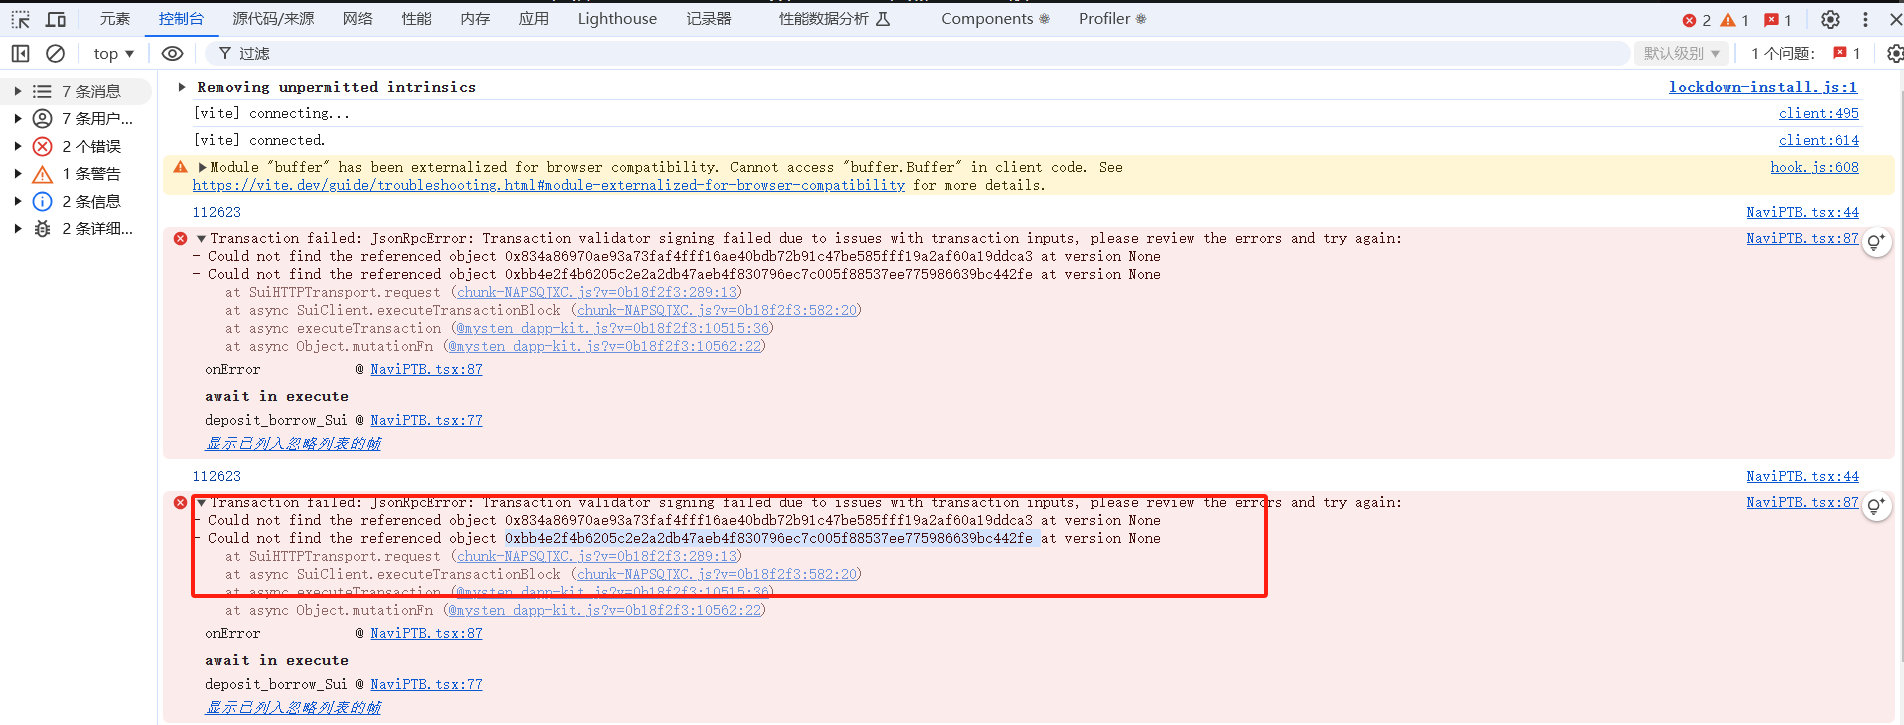 元素 控制台 源代码/来源 网络 性能 内存 应用 Lighthouse 记录器 性能数据分析 Components Profiler 2 1 1
top 过滤 默认级别 1 个问题: 1
7 条消息
7 条用户...
2 个错误
1 条警告
2 条信息
2 条详细...
Removing unpermitted intrinsics lockdown-install.js:1
[vite] connecting... client:495
[vite] connected. client:614
Module "buffer" has been externalized for browser compatibility. Cannot access "buffer.Buffer" in client code. See hook.js:608
https://vite.dev/guide/troubleshooting.html#module-externalized-for-browser-compatibility for more details.
112623 NaviPTB.tsx:44
Transaction failed: JsonRpcError: Transaction validator signing failed due to issues with transaction inputs, please review the errors and try again: NaviPTB.tsx:87
- Could not find the referenced object 0x834a86970ae93a73faf4fff16ae40bdb72b91c47be585fff19a2af60a19ddca3 at version None
- Could not find the referenced object 0xbb4e2f4b6205c2e2a2db47aeb4f830796ec7c005f88537ee775986639bc442fe at version None
at SuiHTTPTransport.request (chunk-NAPSQJXC.js?v=0b18f2f3:289:13)
at async SuiClient.executeTransactionBlock (chunk-NAPSQJXC.js?v=0b18f2f3:582:20)
at async executeTransaction (@mysten_dapp-kit.js?v=0b18f2f3:10515:36)
at async Object.mutationFn (@mysten_dapp-kit.js?v=0b18f2f3:10562:22)
onError @ NaviPTB.tsx:87
await in execute
deposit_borrow_Sui @ NaviPTB.tsx:77
显示已列入忽略列表的帧
112623 NaviPTB.tsx:44
Transaction failed: JsonRpcError: Transaction validator signing failed due to issues with transaction inputs, please review the errors and try again: NaviPTB.tsx:87
- Could not find the referenced object 0x834a86970ae93a73faf4fff16ae40bdb72b91c47be585fff19a2af60a19ddca3 at version None
- Could not find the referenced object 0xbb4e2f4b6205c2e2a2db47aeb4f830796ec7c005f88537ee775986639bc442fe at version None
at SuiHTTPTransport.request (chunk-NAPSQJXC.js?v=0b18f2f3:289:13)
at async SuiClient.executeTransactionBlock (chunk-NAPSQJXC.js?v=0b18f2f3:582:20)
at async executeTransaction (@mysten_dapp-kit.js?v=0b18f2f3:10515:36)
at async Object.mutationFn (@mysten_dapp-kit.js?v=0b18f2f3:10562:22)
onError @ NaviPTB.tsx:87
await in execute
deposit_borrow_Sui @ NaviPTB.tsx:77
显示已列入忽略列表的帧